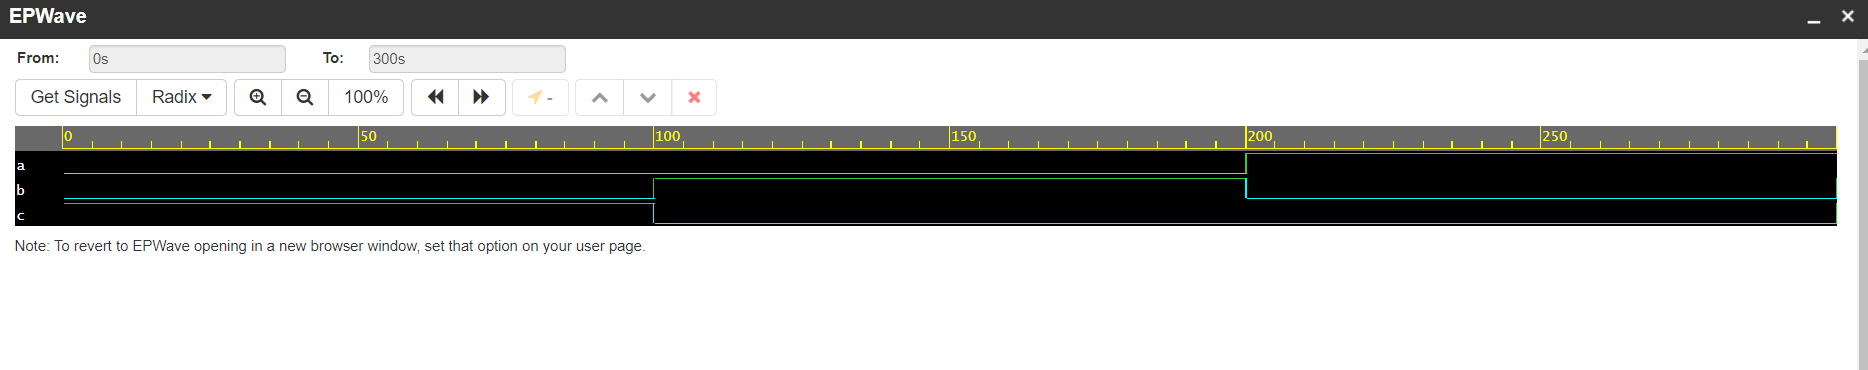 EPWave
From: 0s To: 300s
Get Signals Radix 100% -
0 50 100 150 200 250
a
b
c
Note: To revert to EPWave opening in a new browser window, set that option on your user page.